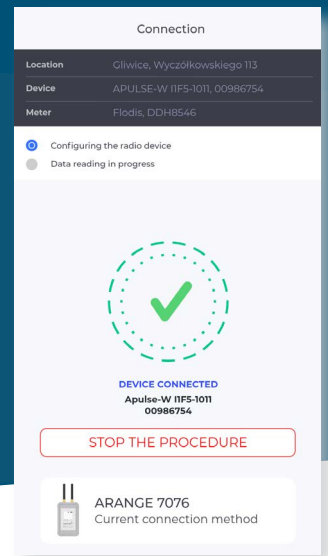 Connection
Location Gliwice, Wyczółkowskiego 113
Device APULSE-W I1F5-1011, 00986754
Meter Flodis, DDH8546
Configuring the radio device
Data reading in progress
DEVICE CONNECTED
Apulse-W I1F5-1011
00986754
STOP THE PROCEDURE
ARANGE 7076
Current connection method